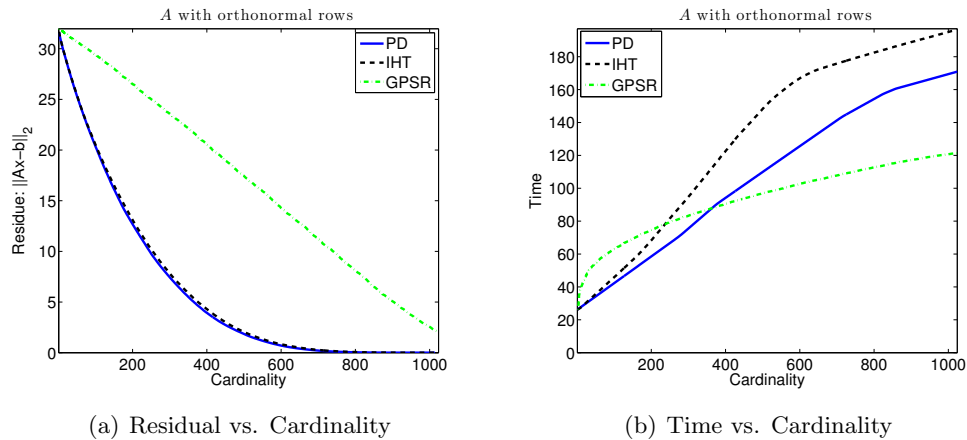 A with orthonormal rows
PD
IHT
GPSR
30
25
20
15
10
5
0
Residue: ||Ax−b||2
200
400
600
800
1000
Cardinality
(a) Residual vs. Cardinality
A with orthonormal rows
PD
IHT
GPSR
180
160
140
120
100
80
60
40
20
0
Time
200
400
600
800
1000
Cardinality
(b) Time vs. Cardinality